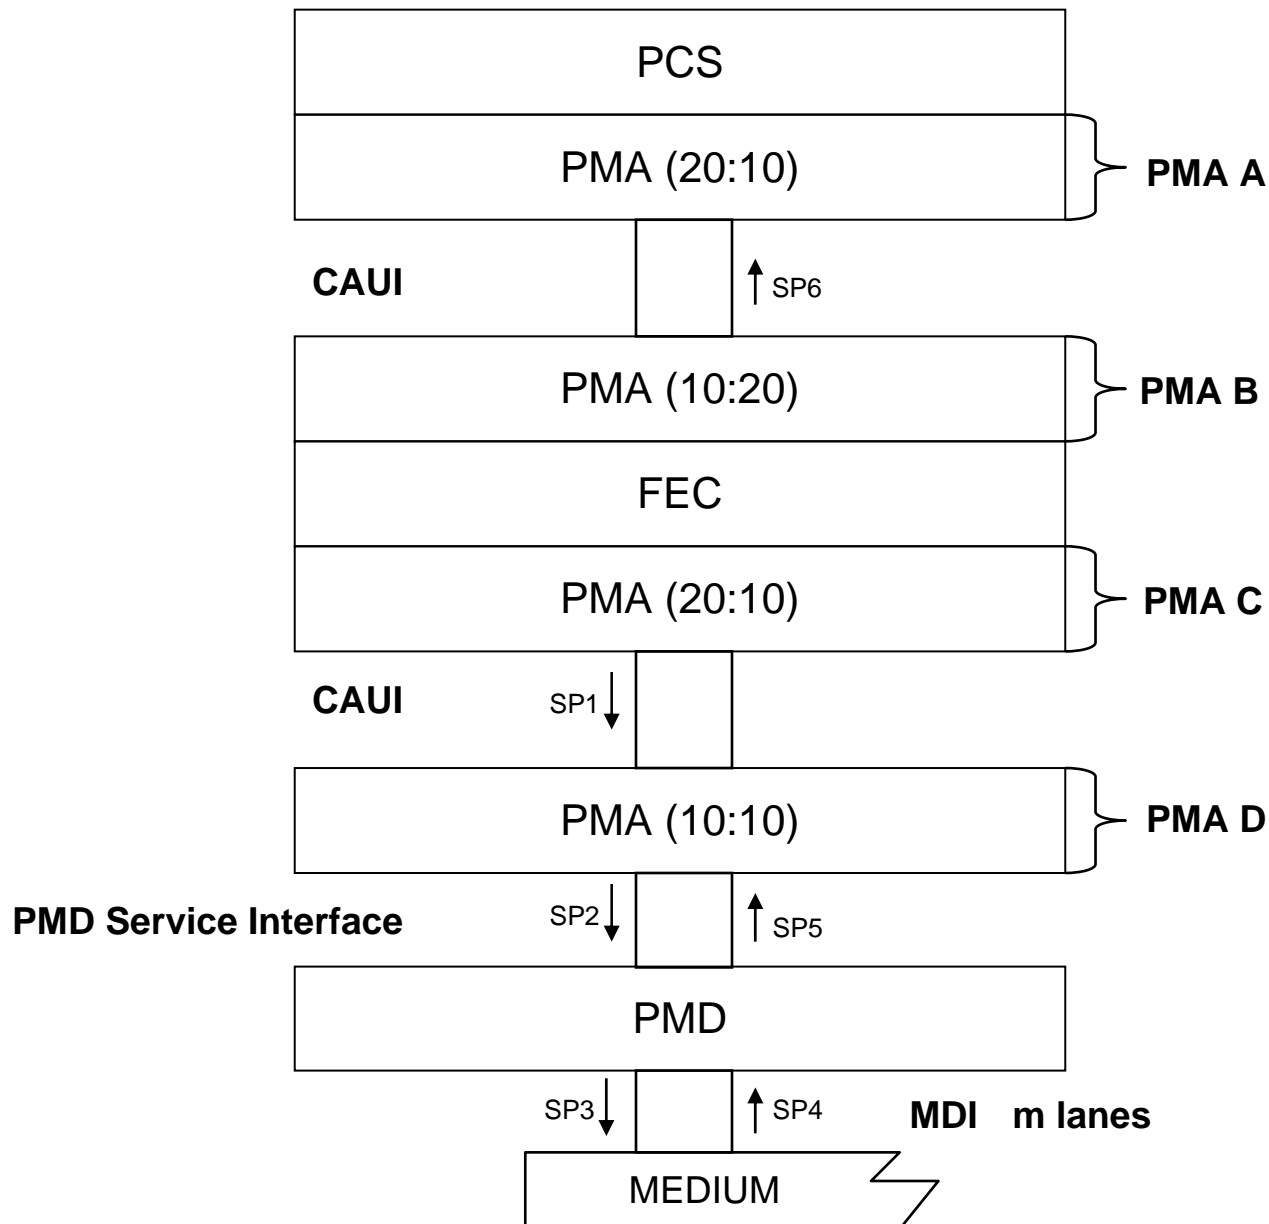 PCS
PMA (20:10)
PMA A
CAUI
SP6
PMA (10:20)
PMA B
FEC
PMA (20:10)
PMA C
CAUI
SP1
PMA (10:10)
PMA D
PMD Service Interface
SP2
SP5
PMD
SP3
SP4
MDI m lanes
MEDIUM